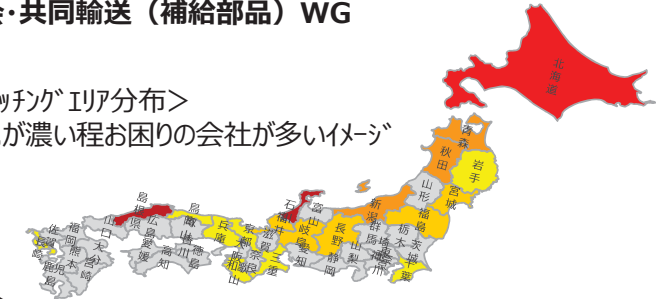 会・共同輸送(補給部品)WG
ッチングエリア分布>
が濃い程お困りの会社が多いイメージ
北海道
青森
秋田
岩手
山形
宮城
新潟
福島
石川
富山
福井
岐阜
長野
群馬
栃木
茨城
埼玉
千葉
山梨
静岡
愛知
滋賀
三重
京都
奈良
和歌山
兵庫
鳥取
岡山
島根県
広島県
山口
香川
徳島
愛媛
高知
福岡
佐賀
長崎
大分
熊本
宮崎
鹿児島